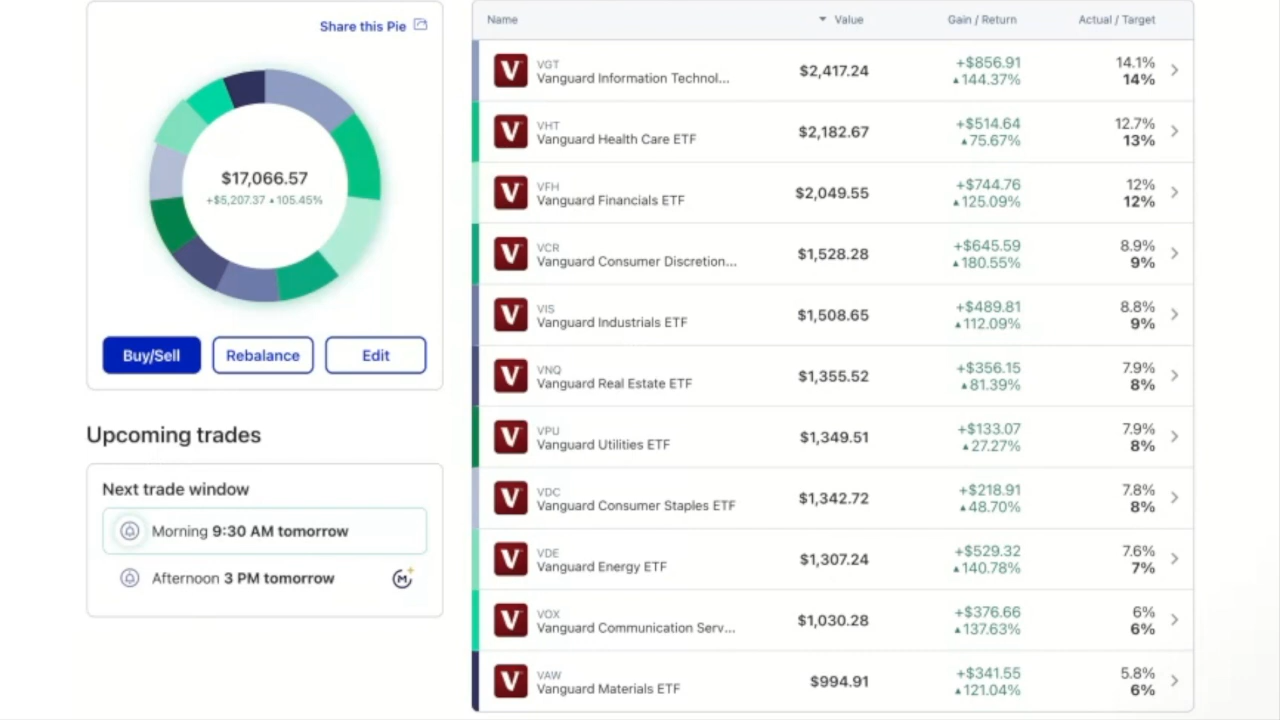 Share this Pie
$17,066.57
+$5,207.37 ▲105.45%
Buy/Sell
Rebalance
Edit
Upcoming trades
Next trade window
Morning 9:30 AM tomorrow
Afternoon 3 PM tomorrow
Name Value Gain / Return Actual / Target
VGT
Vanguard Information Technol...
$2,417.24
+$856.91
▲144.37%
14.1%
14%
VHT
Vanguard Health Care ETF
$2,182.67
+$514.64
▲75.67%
12.7%
13%
VFH
Vanguard Financials ETF
$2,049.55
+$744.76
▲125.09%
12%
12%
VCR
Vanguard Consumer Discretion...
$1,528.28
+$645.59
▲180.55%
8.9%
9%
VIS
Vanguard Industrials ETF
$1,508.65
+$489.81
▲112.09%
8.8%
9%
VNQ
Vanguard Real Estate ETF
$1,355.52
+$356.15
▲81.39%
7.9%
8%
VPU
Vanguard Utilities ETF
$1,349.51
+$133.07
▲27.27%
7.9%
8%
VDC
Vanguard Consumer Staples ETF
$1,342.72
+$218.91
▲48.70%
7.8%
8%
VDE
Vanguard Energy ETF
$1,307.24
+$529.32
▲140.78%
7.6%
7%
VOX
Vanguard Communication Serv...
$1,030.28
+$376.66
▲137.63%
6%
6%
VAW
Vanguard Materials ETF
$994.91
+$341.55
▲121.04%
5.8%
6%